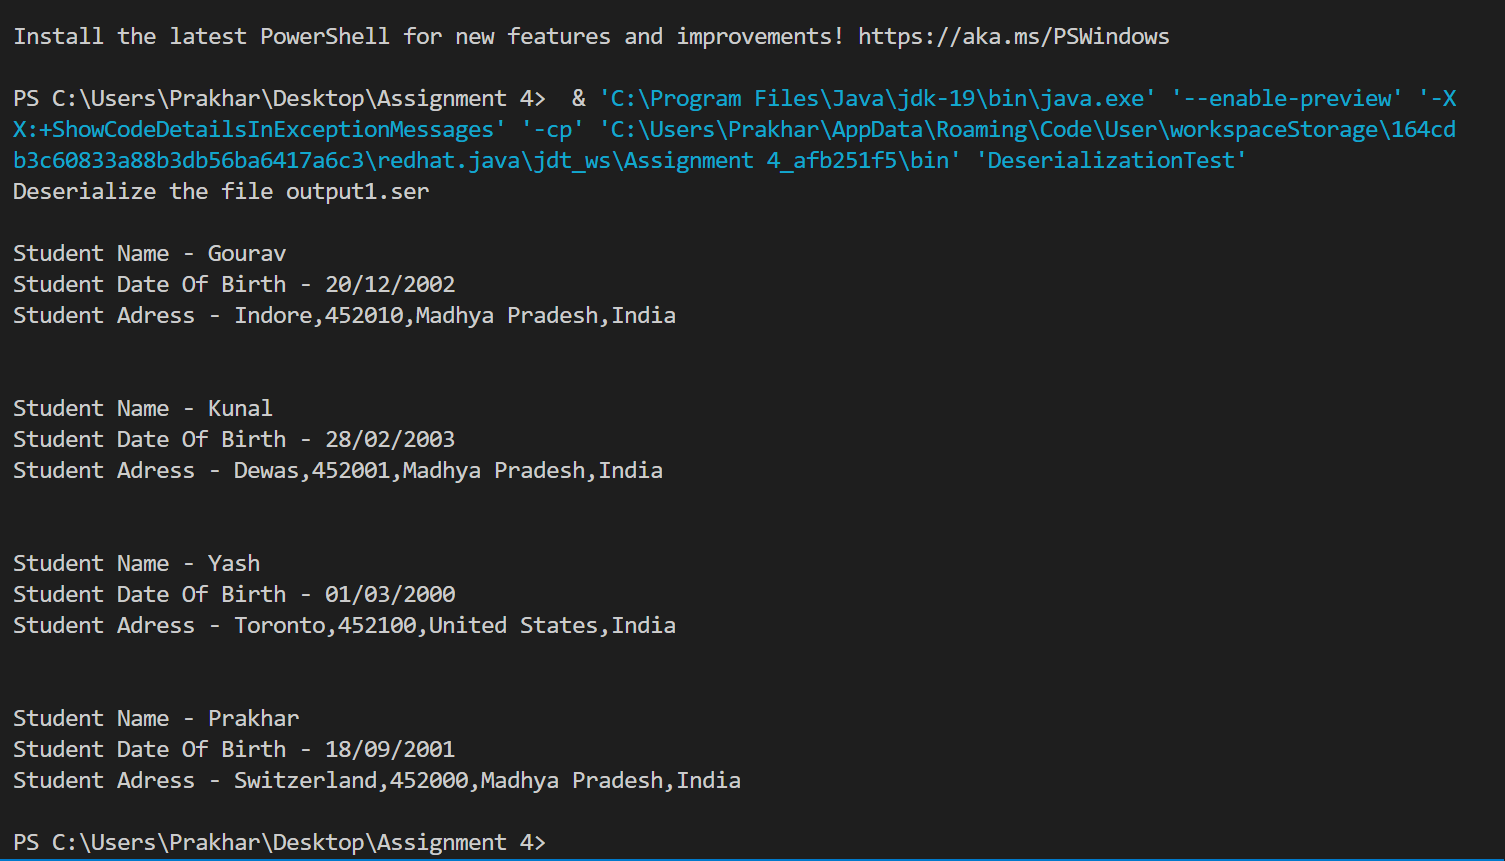 Install the latest PowerShell for new features and improvements! https://aka.ms/PSWindows
PS C:\Users\Prakhar\Desktop\Assignment 4>  & 'C:\Program Files\Java\jdk-19\bin\java.exe' '--enable-preview' '-X
X:+ShowCodeDetailsInExceptionMessages' '-cp' 'C:\Users\Prakhar\AppData\Roaming\Code\User\workspaceStorage\164cd
b3c60833a88b3db56ba6417a6c3\redhat.java\jdt_ws\Assignment 4_afb251f5\bin' 'DeserializationTest'
Deserialize the file output1.ser
Student Name - Gourav
Student Date Of Birth - 20/12/2002
Student Adress - Indore,452010,Madhya Pradesh,India
Student Name - Kunal
Student Date Of Birth - 28/02/2003
Student Adress - Dewas,452001,Madhya Pradesh,India
Student Name - Yash
Student Date Of Birth - 01/03/2000
Student Adress - Toronto,452100,United States,India
Student Name - Prakhar
Student Date Of Birth - 18/09/2001
Student Adress - Switzerland,452000,Madhya Pradesh,India
PS C:\Users\Prakhar\Desktop\Assignment 4>